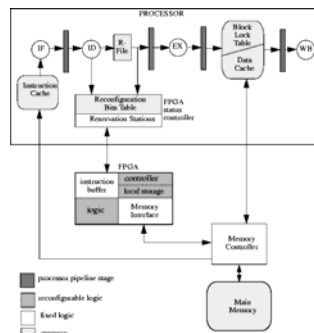 PROCESSOR
IF
ID
R-
File
EX
Block
Lock
Table
Data
Cache
WB
Instruction
Cache
Reconfiguration
Bits Table
Reservation Stations
FPGA
status
controller
FPGA
instruction
buffer
controller
local storage
logic
Memory
Interface
Memory
Controller
Main
Memory
processor pipeline stage
reconfigurable logic
fixed logic